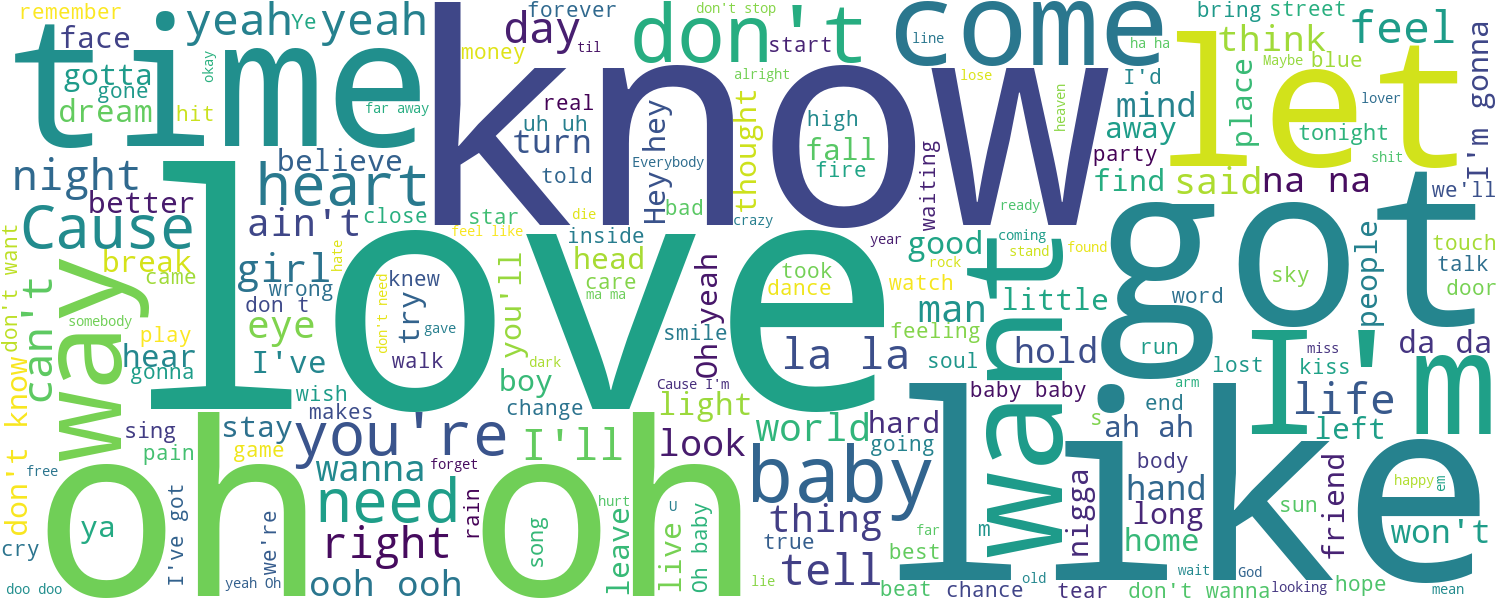 remember
yeah
Ye
yeah
forever
don't stop
come
bring
street
face
time
okay
day
til
don't
start
line
ha ha
think
feel
gotta
gone
money
know
alright
lose
I'd
Maybe
blue
I'm gonna
dream
hit
far away
real
uh uh
turn
thought
high
heaven
mind
place
lover
let
tonight
night
believe
heart
told
Everybody
Hey hey
fall
fire
waiting
away
party
find
said
na na
shit
we'll
better
Cause
ain't
close
star
feel like
die
bad
crazy
ready
got
don't want
break
came
girl
wrong
hate
love
inside
head
care
ma ma
year
good
rock
coming
stand
found
people
touch
talk
door
way
can't
somebody
don t
eye
don't need
knew
try
gave
you'll
Oh yeah
took
dance
watch
man
want
little
word
sky
play
hear
gonna
I've
walk
dark
smile
feeling
la la
soul
hold
run
I'm
miss
da da
don't know
wish
boy
Cause I'm
light
baby baby
arm
lost
kiss
life
sing
pain
makes
stay
game
you're
change
I'll
look
world
hard
going
s
end
ah ah
left
free
oh oh
wanna
forget
need
hurt
baby
like
body
hand
friend
happy
em
ya
I've got
we're
rain
right
song
leave
live
u
Oh baby
thing
true
far
best
m
nigga
long
home
sun
won't
cry
doo doo
yeah Oh
ooh ooh
lie
tell
beat
chance
old
tear
don't wanna
wait
God
looking
hope
mean